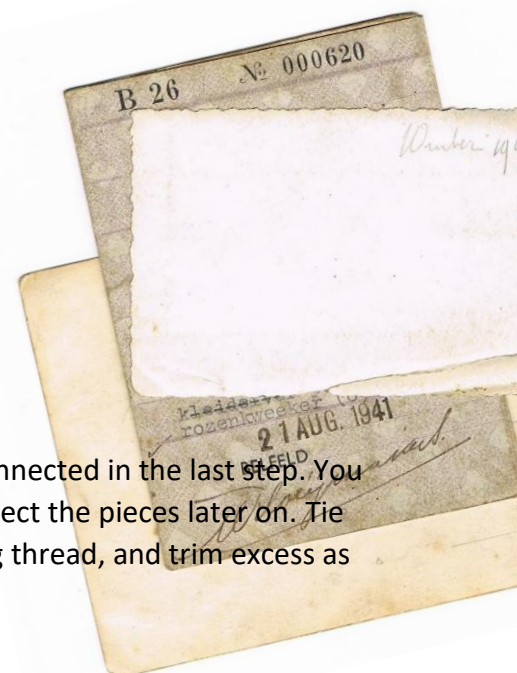 B 26 № 000620
Winter 19
rozenkweeker
21 AUG. 1941
BELFELD
nnected in the last step. You
ect the pieces later on. Tie
g thread, and trim excess as